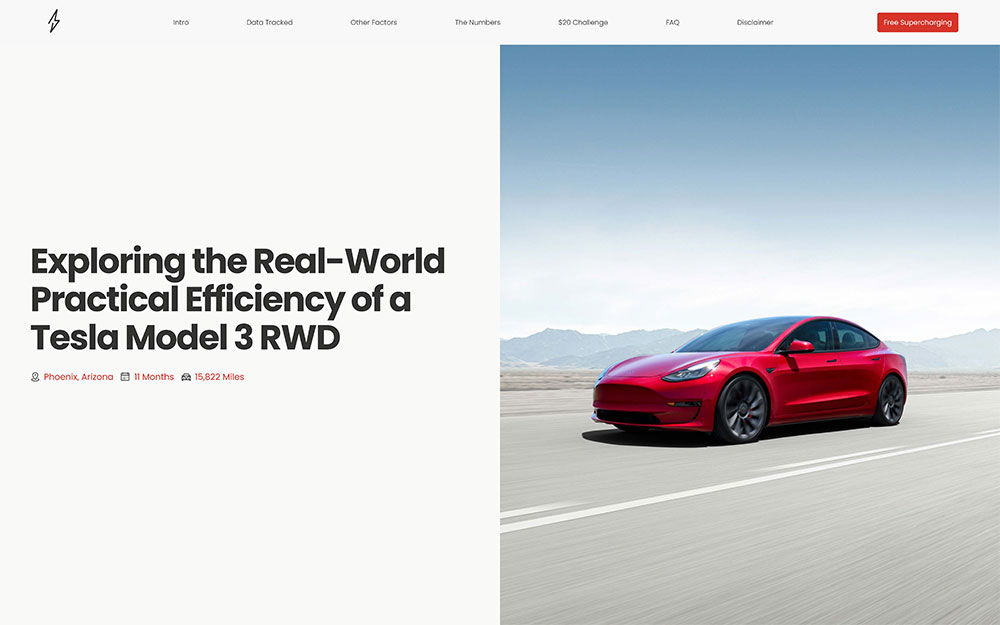 Intro
Data Tracked
Other Factors
The Numbers
$20 Challenge
FAQ
Disclaimer
Free Supercharging
Exploring the Real-World
Practical Efficiency of a
Tesla Model 3 RWD
Phoenix, Arizona 11 Months 15,822 Miles